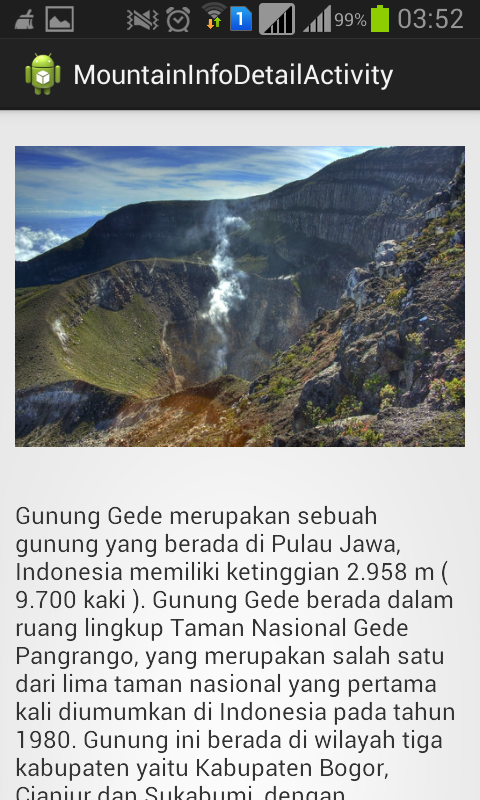 1 99% 03:52
MountainInfoDetailActivity
Gunung Gede merupakan sebuah
gunung yang berada di Pulau Jawa,
Indonesia memiliki ketinggian 2.958 m (
9.700 kaki ). Gunung Gede berada dalam
ruang lingkup Taman Nasional Gede
Pangrango, yang merupakan salah satu
dari lima taman nasional yang pertama
kali diumumkan di Indonesia pada tahun
1980. Gunung ini berada di wilayah tiga
kabupaten yaitu Kabupaten Bogor,
Cianjur dan Sukabumi, dengan